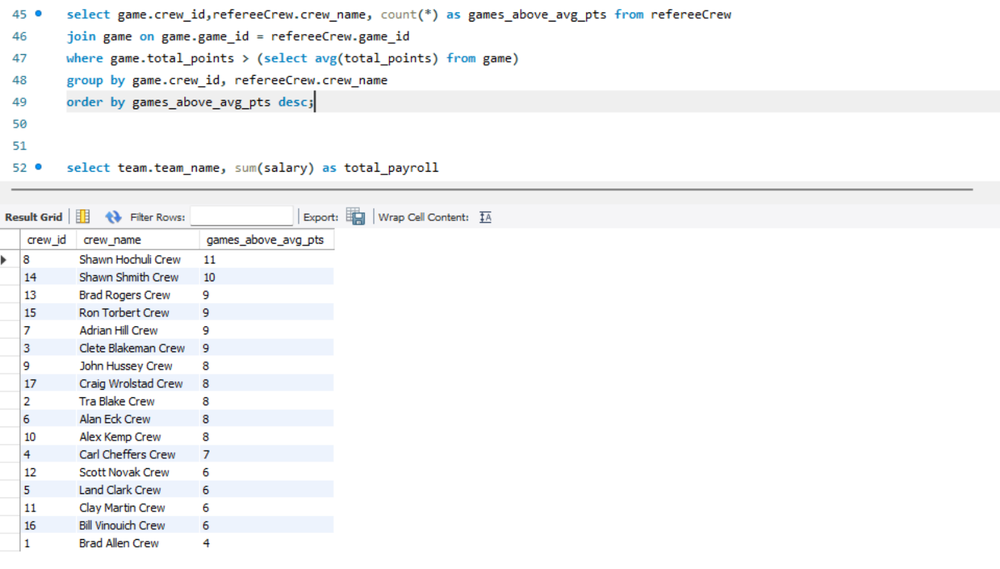 45 select game.crew_id,refereeCrew.crew_name, count(*) as games_above_avg_pts from refereeCrew
46 join game on game.game_id = refereeCrew.game_id
47 where game.total_points > (select avg(total_points) from game)
48 group by game.crew_id, refereeCrew.crew_name
49 order by games_above_avg_pts desc;
50
51
52 select team.team_name, sum(salary) as total_payroll
Result Grid Filter Rows: Export: Wrap Cell Content:
crew_id crew_name games_above_avg_pts
8 Shawn Hochuli Crew 11
14 Shawn Shmith Crew 10
13 Brad Rogers Crew 9
15 Ron Torbert Crew 9
7 Adrian Hill Crew 9
3 Clete Blakeman Crew 9
9 John Hussey Crew 8
17 Craig Wrolstad Crew 8
2 Tra Blake Crew 8
6 Alan Eck Crew 8
10 Alex Kemp Crew 8
4 Carl Cheffers Crew 7
12 Scott Novak Crew 6
5 Land Clark Crew 6
11 Clay Martin Crew 6
16 Bill Vinouich Crew 6
1 Brad Allen Crew 4